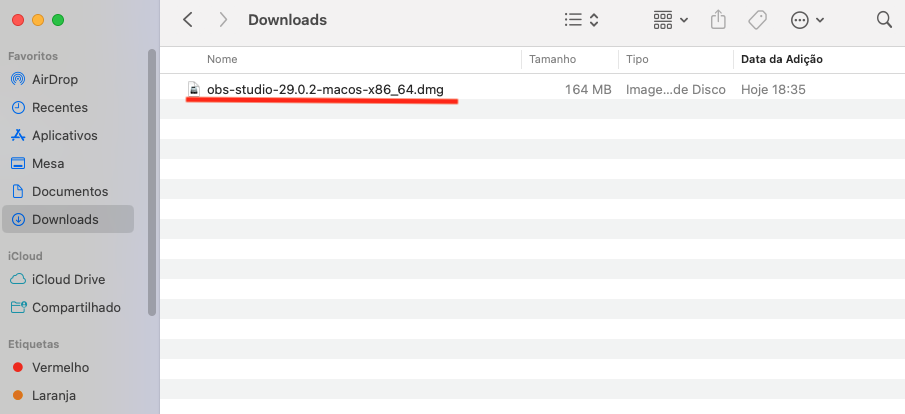 Downloads
Favoritos
AirDrop
Recentes
Aplicativos
Mesa
Documentos
Downloads
iCloud
iCloud Drive
Compartilhado
Etiquetas
Vermelho
Laranja
Nome Tamanho Tipo Data da Adição
obs-studio-29.0.2-macos-x86_64.dmg 164 MB Image...de Disco Hoje 18:35